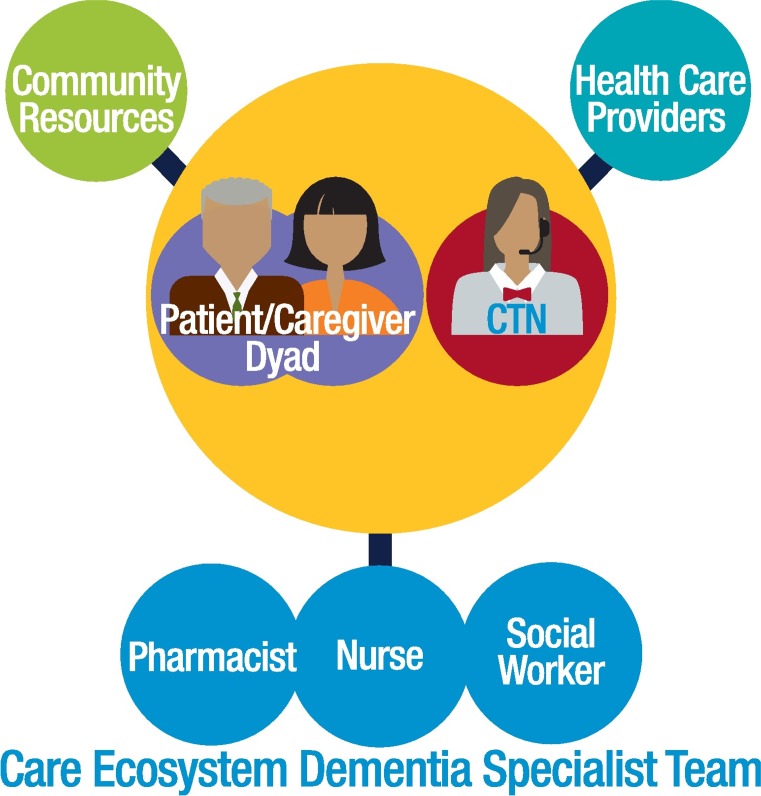 Community
Resources
Health Care
Providers
Patient/Caregiver
Dyad
CTN
Pharmacist
Nurse
Social
Worker
Care Ecosystem Dementia Specialist Team